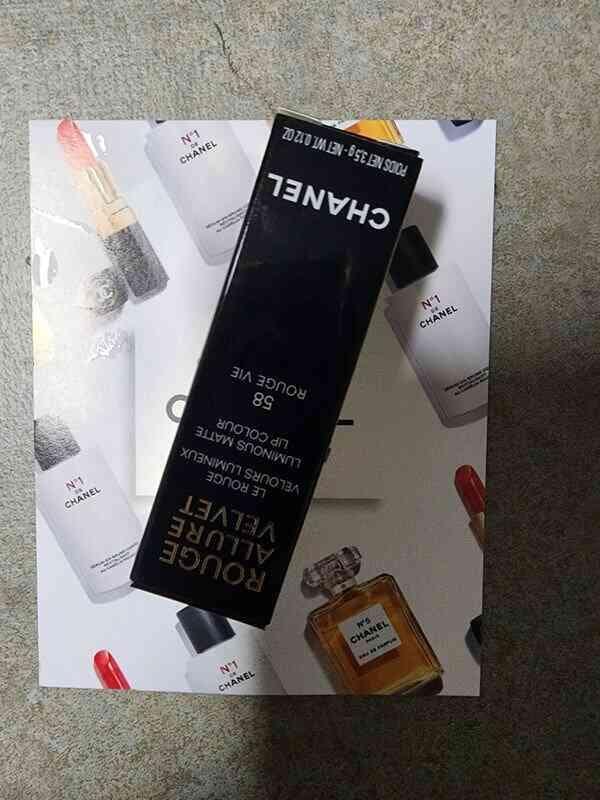 ROUGE
ALLURE
VELVET
LE ROUGE
VELOURS LUMINEUX
LUMINOUS MATTE
LIP COLOUR
58
ROUGE VIE
CHANEL
POIDS NET 3.5 g - NET WT. 0.12 OZ.
N°1
DE
CHANEL
N°1
DE
CHANEL
N°1
DE
CHANEL
N°1
DE
CHANEL
N°5
CHANEL
PARIS
EAU DE PARFUM